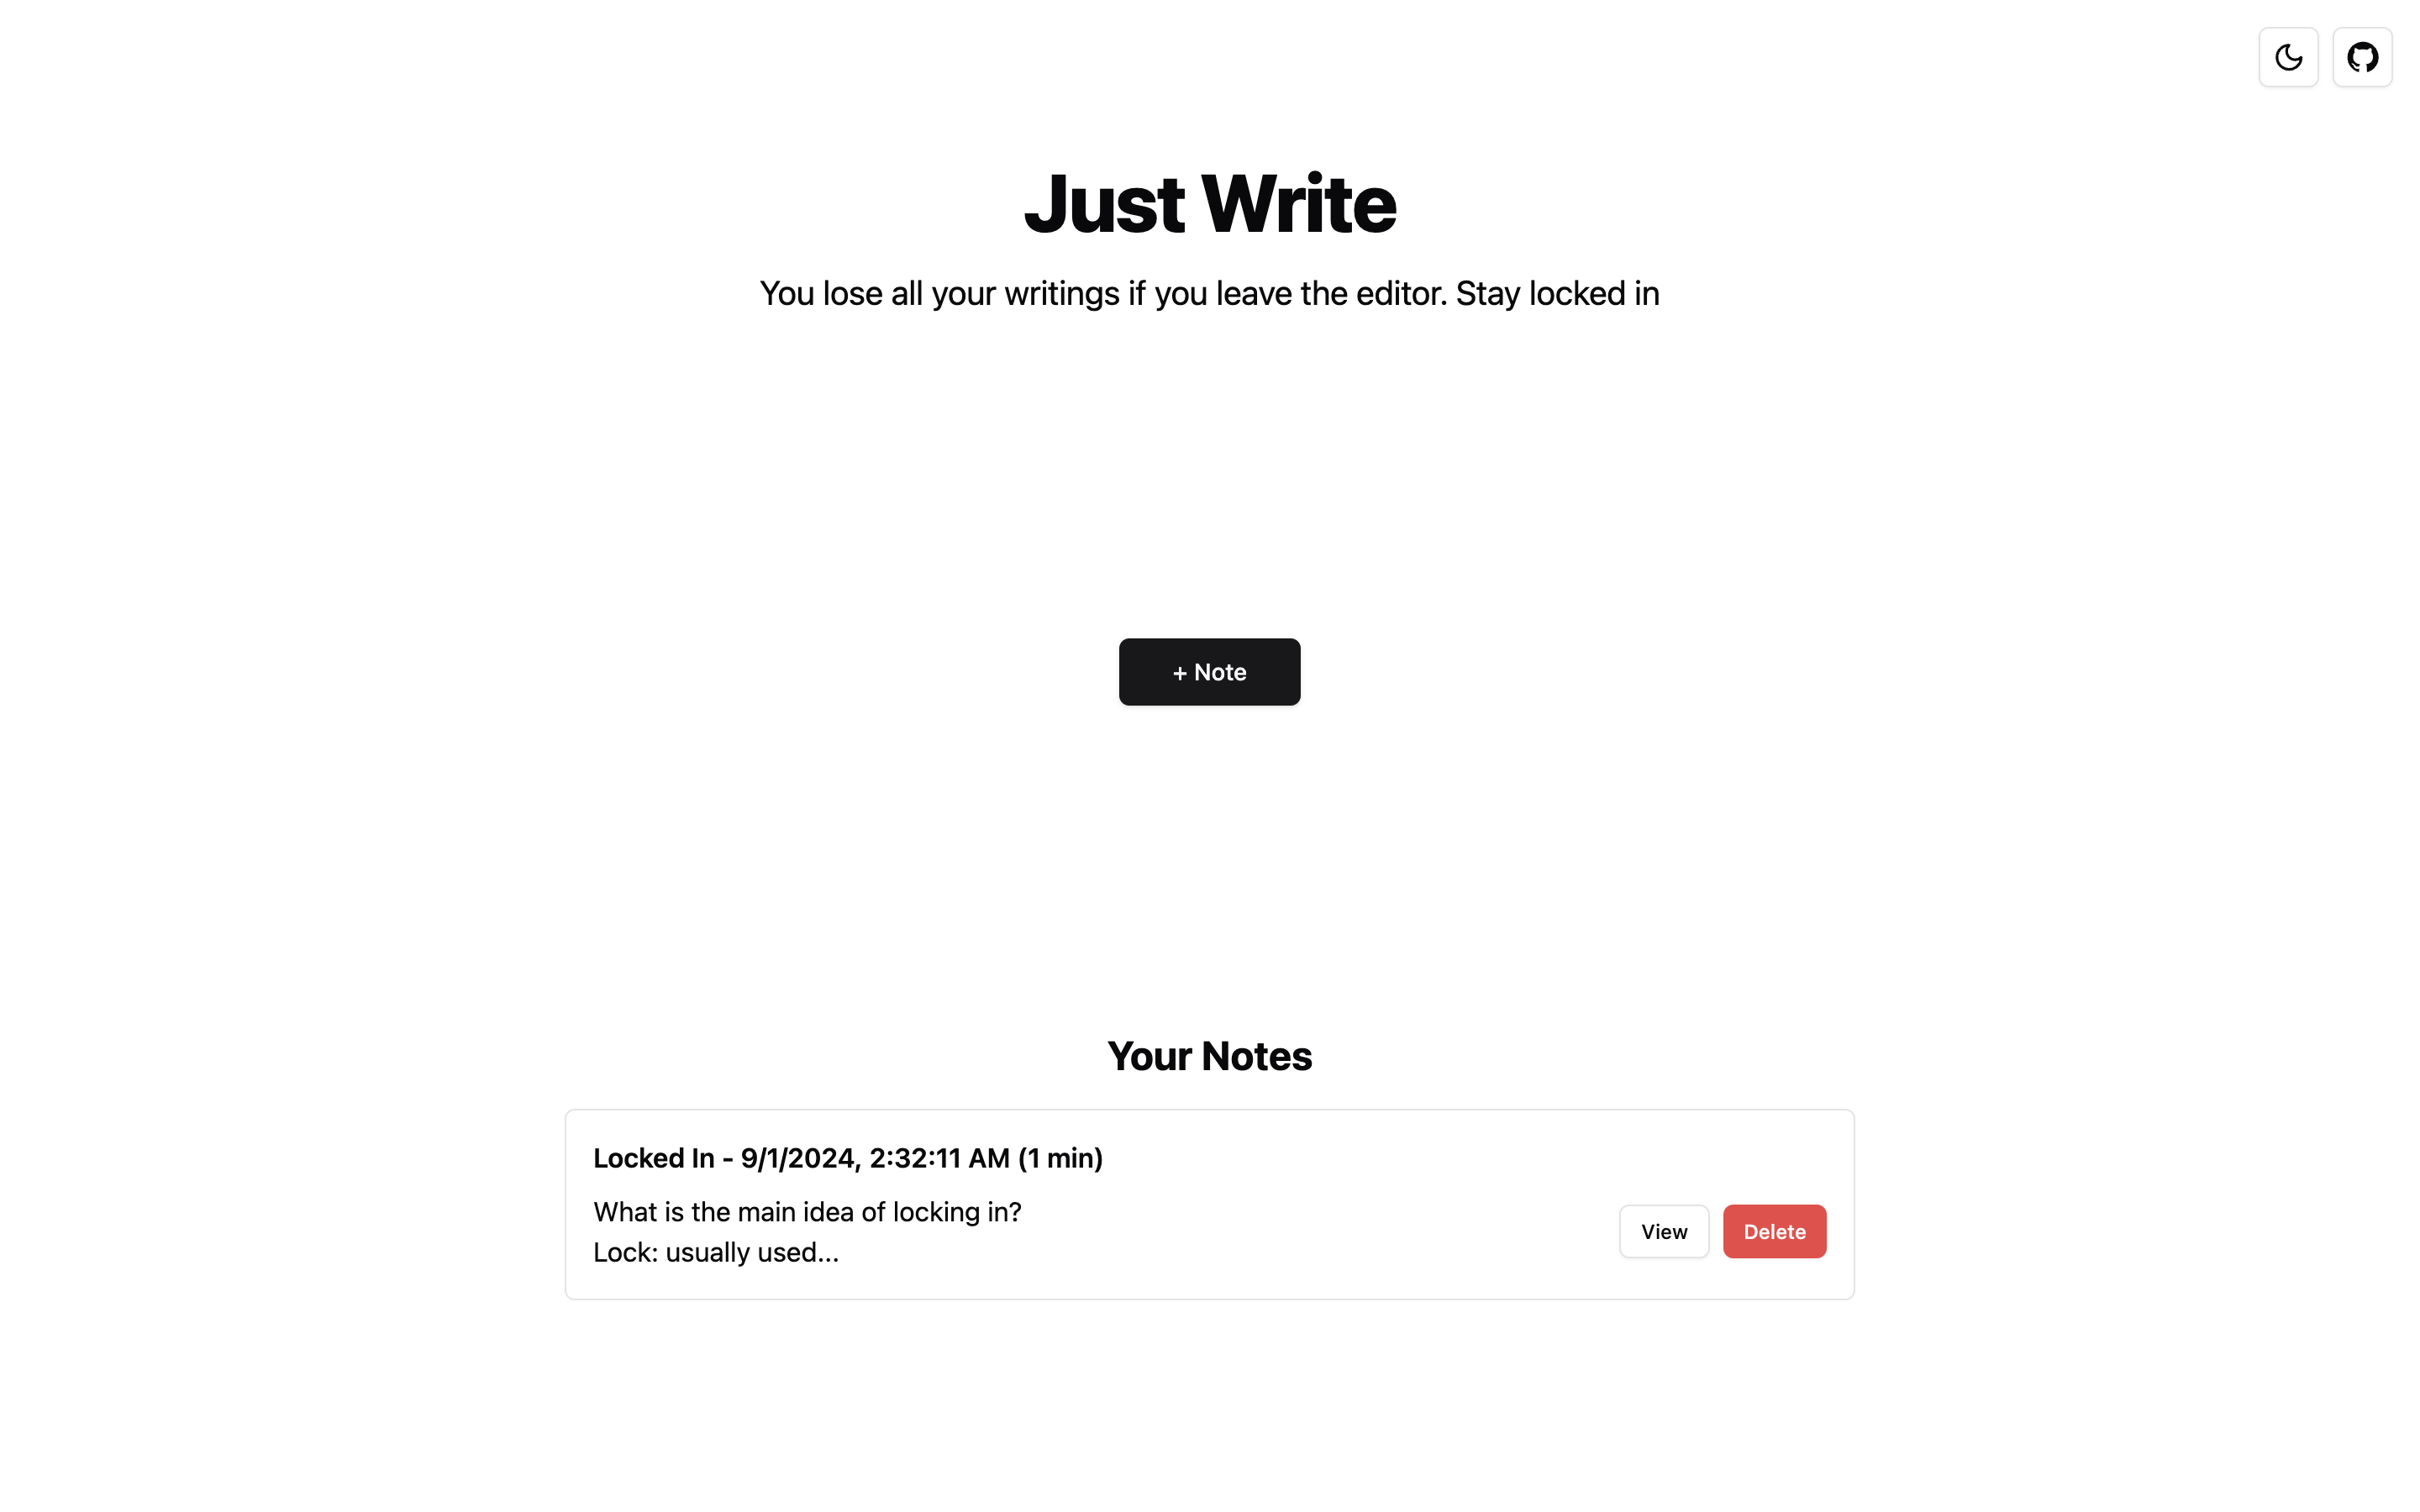 Just Write
You lose all your writings if you leave the editor. Stay locked in
+ Note
Your Notes
Locked In - 9/1/2024, 2:32:11 AM (1 min)
What is the main idea of locking in?
Lock: usually used...
View
Delete